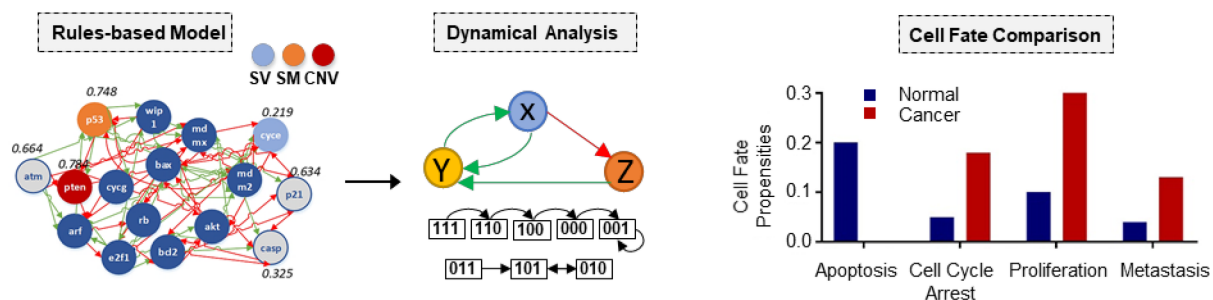 Rules-based Model
SV SM CNV
0.748
p53
wip
1
md
mx
0.219
cyce
0.664
atm
0.784
pten
cycg
bax
md
m2
0.634
p21
arf
rb
akt
e2f1
bd2
casp
0.325
Dynamical Analysis
X
Y
Z
111 110 100 000 001
011 101 010
Cell Fate Comparison
Normal
Cancer
Cell Fate
Propensities
0.3
0.2
0.1
0.0
Apoptosis Cell Cycle Proliferation Metastasis
Arrest